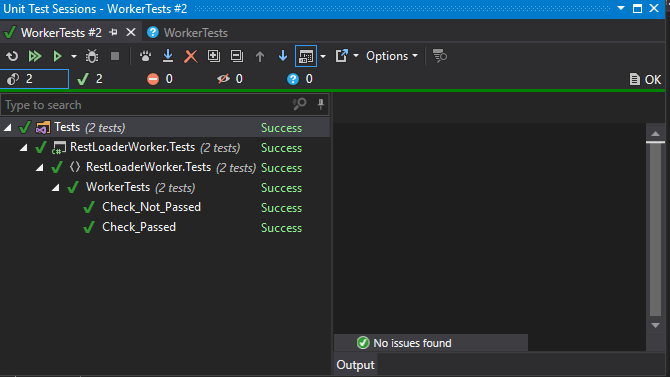 Unit Test Sessions - WorkerTests #2
WorkerTests #2 WorkerTests
Options
2 2 0 0 0 OK
Type to search
Tests (2 tests) Success
RestLoaderWorker.Tests (2 tests) Success
RestLoaderWorker.Tests (2 tests) Success
WorkerTests (2 tests) Success
Check_Not_Passed Success
Check_Passed Success
No issues found
Output